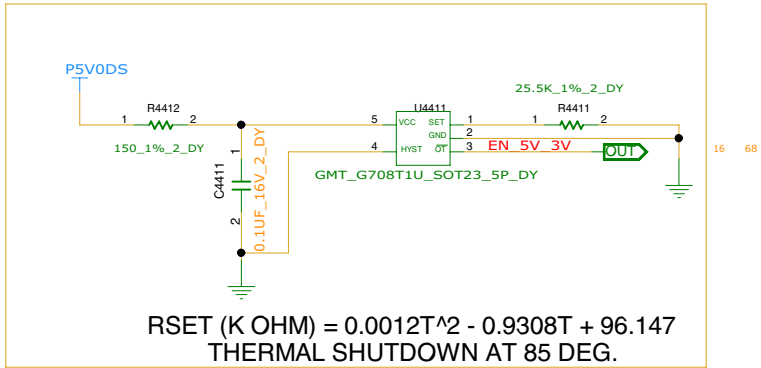 P5V0DS
1 R4412 2
150_1%_2_DY
C4411
1
2
0.1UF_16V_2_DY
U4411
5 VCC SET 1
GND 2
4 HYST OT 3
GMT_G708T1U_SOT23_5P_DY
25.5K_1%_2_DY
1 R4411 2
EN_5V_3V
OUT
16 68
RSET (K OHM) = 0.0012T^2 - 0.9308T + 96.147
THERMAL SHUTDOWN AT 85 DEG.